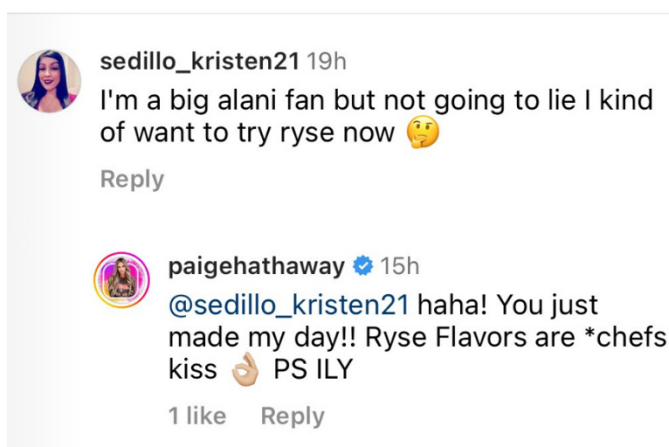 sedillo_kristen21 19h
I'm a big alani fan but not going to lie I kind
of want to try ryse now 🤔
Reply
paigehathaway 15h
@sedillo_kristen21 haha! You just
made my day!! Ryse Flavors are *chefs
kiss 👌🏼 PS ILY
1 like Reply